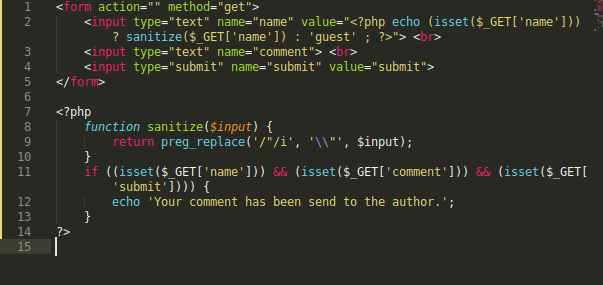 1 <form action="" method="get">
2 <input type="text" name="name" value="<?php echo (isset($_GET['name']))
? sanitize($_GET['name']) : 'guest' ; ?>"> <br>
3 <input type="text" name="comment"> <br>
4 <input type="submit" name="submit" value="submit">
5 </form>
6
7 <?php
8 function sanitize($input) {
9 return preg_replace('/"/i', '\\"', $input);
10 }
11 if ((isset($_GET['name'])) && (isset($_GET['comment'])) && (isset($_GET[
'submit']))) {
12 echo 'Your comment has been send to the author.';
13 }
14 ?>
15